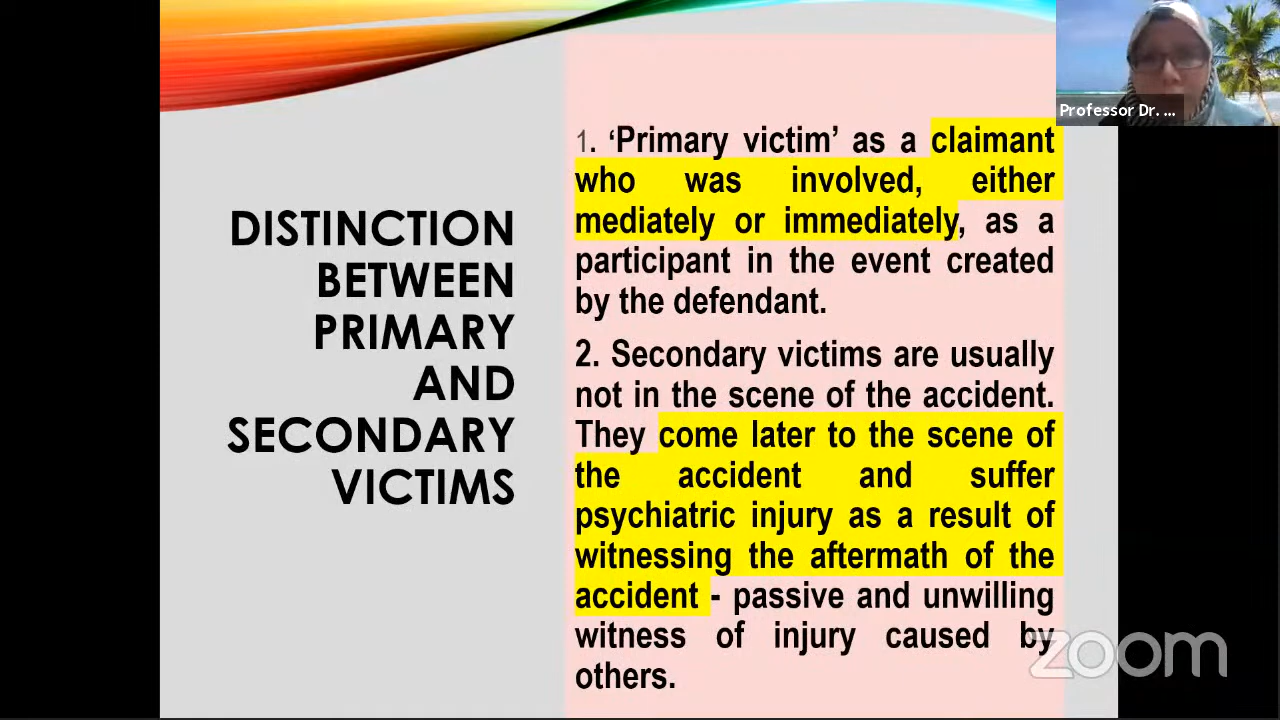 DISTINCTION
BETWEEN
PRIMARY
AND
SECONDARY
VICTIMS
1. ‘Primary victim’ as a claimant
who was involved, either
mediately or immediately, as a
participant in the event created
by the defendant.
2. Secondary victims are usually
not in the scene of the accident.
They come later to the scene of
the accident and suffer
psychiatric injury as a result of
witnessing the aftermath of the
accident - passive and unwilling
witness of injury caused by
others.
Professor Dr. ...
zoom